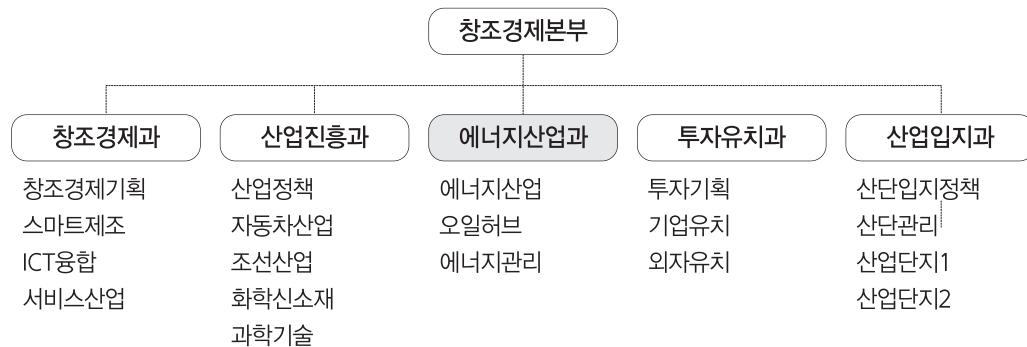 창조경제본부
창조경제과
창조경제기획
스마트제조
ICT융합
서비스산업
산업진흥과
산업정책
자동차산업
조선산업
화학신소재
과학기술
에너지산업과
에너지산업
오일허브
에너지관리
투자유치과
투자기획
기업유치
외자유치
산업입지과
산단입지정책
산단관리
산업단지1
산업단지2